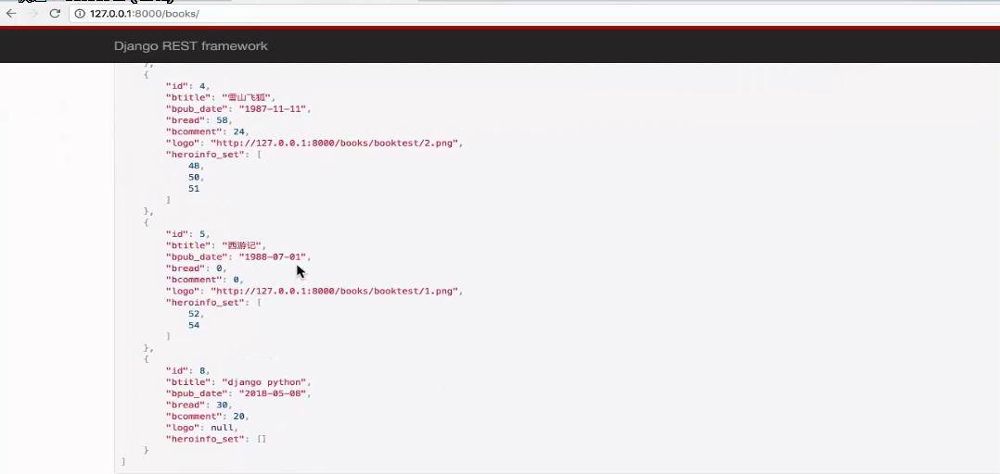 127.0.0.1:8000/books/
Django REST framework
},
{
"id": 4,
"btitle": "雪山飞狐",
"bpub_date": "1987-11-11",
"bread": 58,
"bcomment": 24,
"logo": "http://127.0.0.1:8000/books/booktest/2.png",
"heroinfo_set": [
48,
50,
51
]
},
{
"id": 5,
"btitle": "西游记",
"bpub_date": "1988-07-01",
"bread": 0,
"bcomment": 0,
"logo": "http://127.0.0.1:8000/books/booktest/1.png",
"heroinfo_set": [
52,
54
]
},
{
"id": 8,
"btitle": "django python",
"bpub_date": "2018-05-08",
"bread": 30,
"bcomment": 20,
"logo": null,
"heroinfo_set": []
}
]